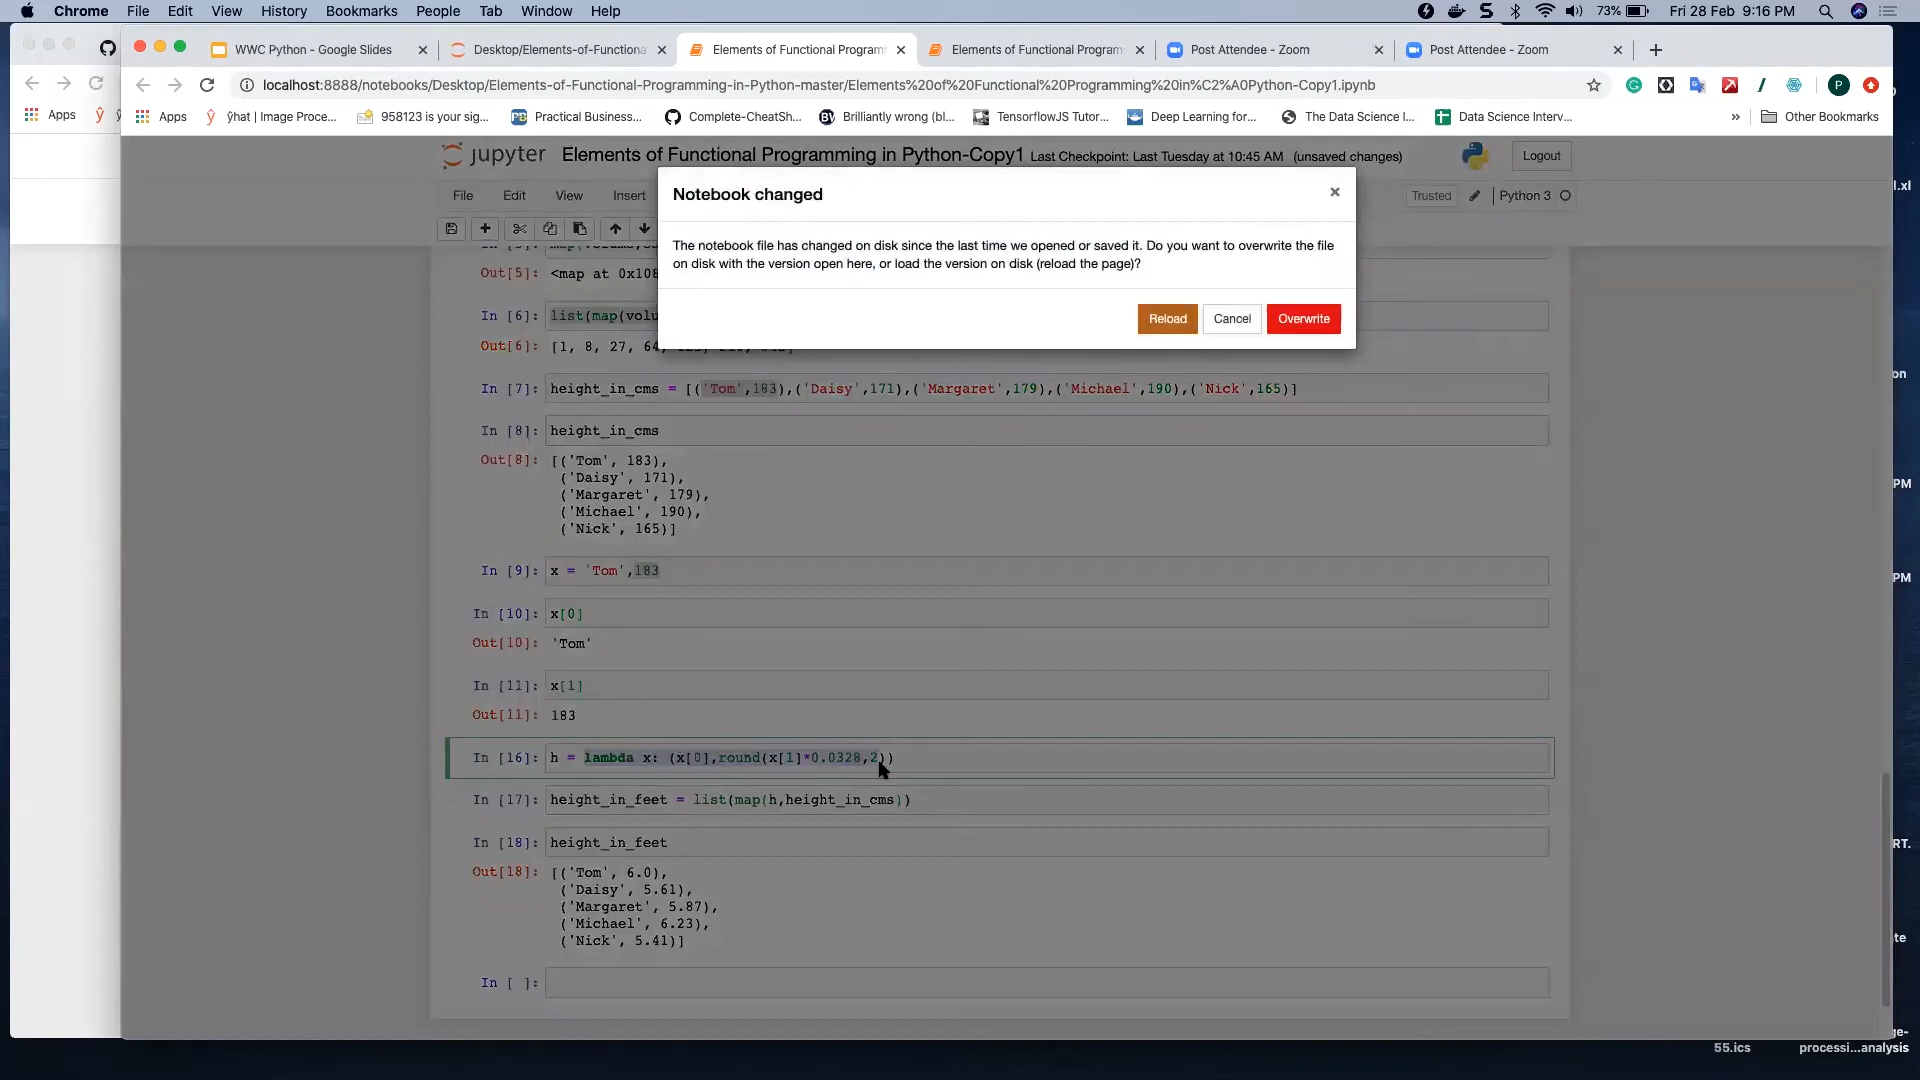 Chrome File Edit View History Bookmarks People Tab Window Help 73% Fri 28 Feb 9:16 PM
WWC Python - Google Slides Desktop/Elements-of-Functiona Elements of Functional Programm Elements of Functional Program Post Attendee - Zoom Post Attendee - Zoom
localhost:8888/notebooks/Desktop/Elements-of-Functional-Programming-in-Python-master/Elements%20of%20Functional%20Programming%20in%C2%A0Python-Copy1.ipynb
Apps Apps ŷhat | Image Proce... 958123 is your sig... Practical Business... Complete-CheatSh... Brilliantly wrong (bl... TensorflowJS Tutor... Deep Learning for... The Data Science I... Data Science Interv... » Other Bookmarks
jupyter Elements of Functional Programming in Python-Copy1 Last Checkpoint: Last Tuesday at 10:45 AM (unsaved changes) Logout
File Edit View Insert Trusted Python 3
Notebook changed
The notebook file has changed on disk since the last time we opened or saved it. Do you want to overwrite the file
on disk with the version open here, or load the version on disk (reload the page)?
Reload Cancel Overwrite
Out[5]: <map at 0x108
In [6]: list(map(volu
Out[6]: [1, 8, 27, 64,
In [7]: height_in_cms = [('Tom',183),('Daisy',171),('Margaret',179),('Michael',190),('Nick',165)]
In [8]: height_in_cms
Out[8]: [('Tom', 183),
('Daisy', 171),
('Margaret', 179),
('Michael', 190),
('Nick', 165)]
In [9]: x = 'Tom',183
In [10]: x[0]
Out[10]: 'Tom'
In [11]: x[1]
Out[11]: 183
In [16]: h = lambda x: (x[0],round(x[1]*0.0328,2))
In [17]: height_in_feet = list(map(h,height_in_cms))
In [18]: height_in_feet
Out[18]: [('Tom', 6.0),
('Daisy', 5.61),
('Margaret', 5.87),
('Michael', 6.23),
('Nick', 5.41)]
In [ ]:
l.xl
on
PM
PM
RT.
te
ge-
55.ics processi...analysis